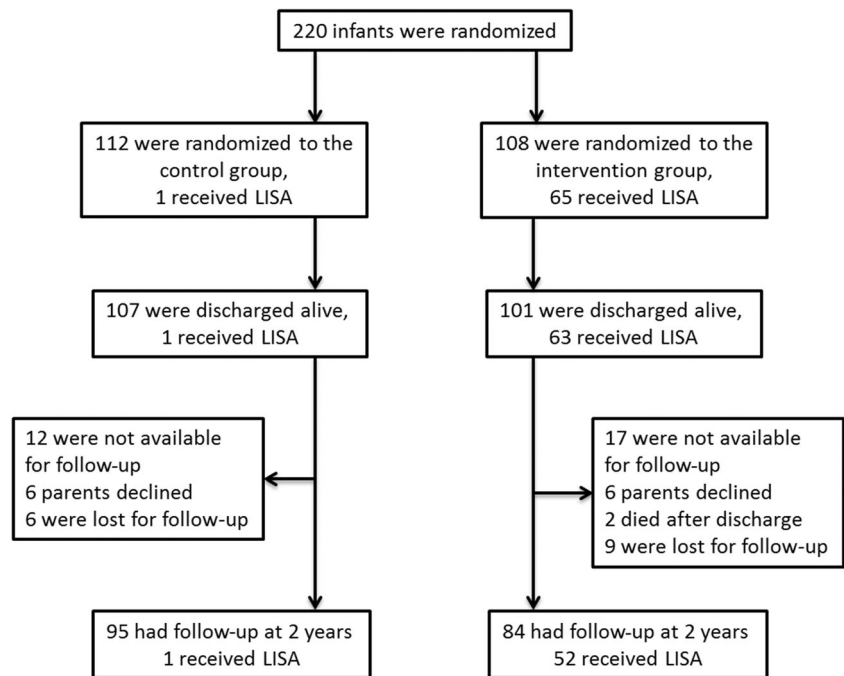 220 infants were randomized
112 were randomized to the
control group,
1 received LISA
108 were randomized to the
intervention group,
65 received LISA
107 were discharged alive,
1 received LISA
101 were discharged alive,
63 received LISA
12 were not available
for follow-up
6 parents declined
6 were lost for follow-up
17 were not available
for follow-up
6 parents declined
2 died after discharge
9 were lost for follow-up
95 had follow-up at 2 years
1 received LISA
84 had follow-up at 2 years
52 received LISA